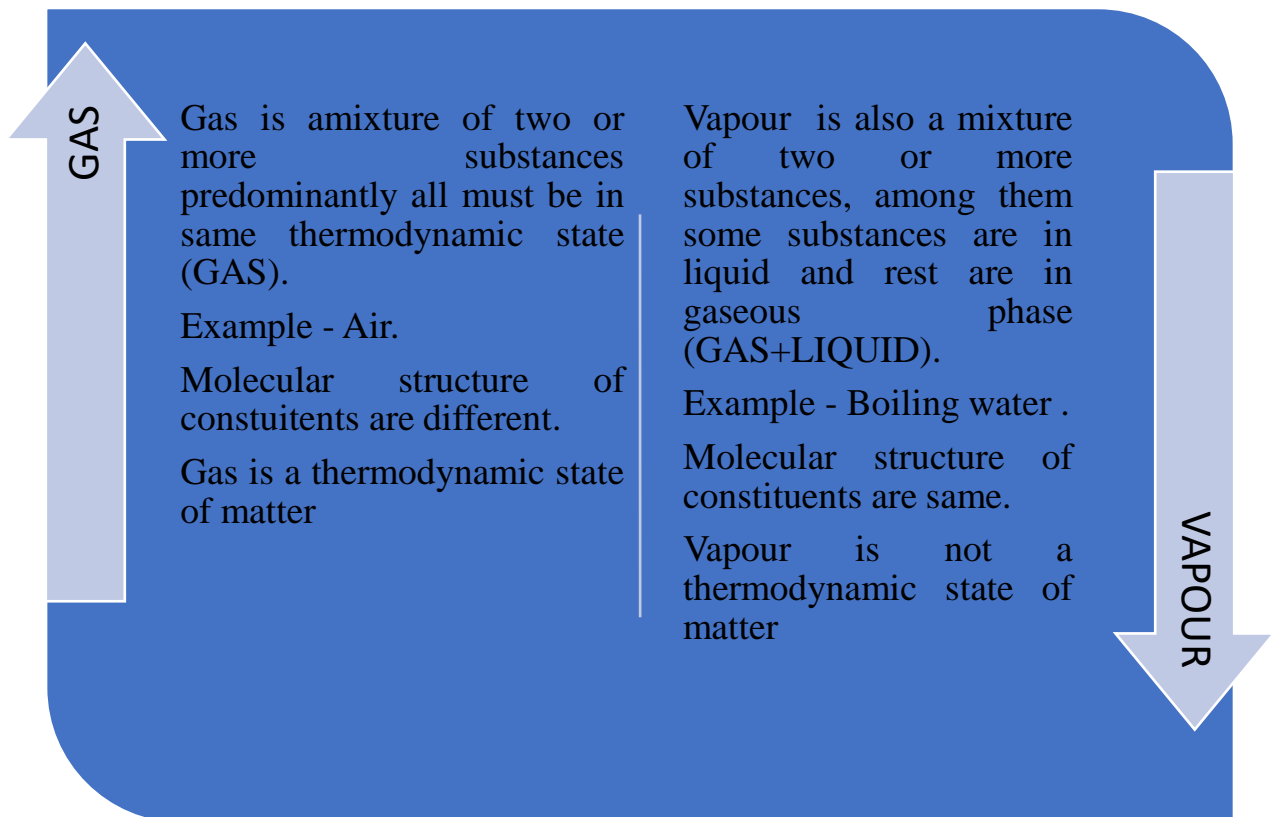 GAS
Gas is amixture of two or
more substances
predominantly all must be in
same thermodynamic state
(GAS).
Example - Air.
Molecular structure of
constuitents are different.
Gas is a thermodynamic state
of matter
Vapour is also a mixture
of two or more
substances, among them
some substances are in
liquid and rest are in
gaseous phase
(GAS+LIQUID).
Example - Boiling water .
Molecular structure of
constituents are same.
Vapour is not a
thermodynamic state of
matter
VAPOUR